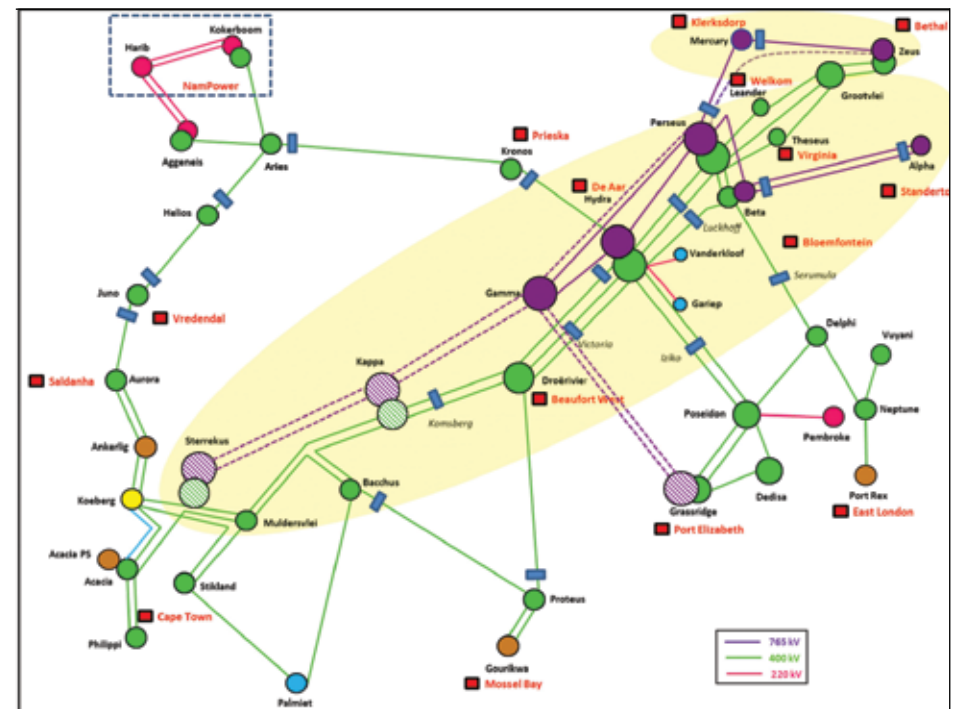 Klerksdorp
Bethal
Kokerboom
Mercury
Harib
Zeus
NamPower
Welkom
Leander
Grootvlei
Perseus
Theseus
Virginia
Aggeneis
Aries
Prieska
Kronos
Alpha
De Aar
Hydra
Beta
Helios
Luckhoff
Bloemfontein
Vanderkloof
Serumula
Juno
Gamma
Gariep
Vredendal
Victoria
Iziko
Delphi
Vuyani
Kappa
Saldanha
Aurora
Droërivier
Beaufort West
Komsberg
Poseidon
Neptune
Pembroke
Ankerlig
Sterrekus
Bacchus
Koeberg
Muldersvlei
Grassridge
Dedisa
Port Rex
East London
Port Elizabeth
Acacia PS
Acacia
Stikland
Proteus
Cape Town
Philippi
Gourikwa
Mossel Bay
Palmiet
765 kV
400 kV
220 kV